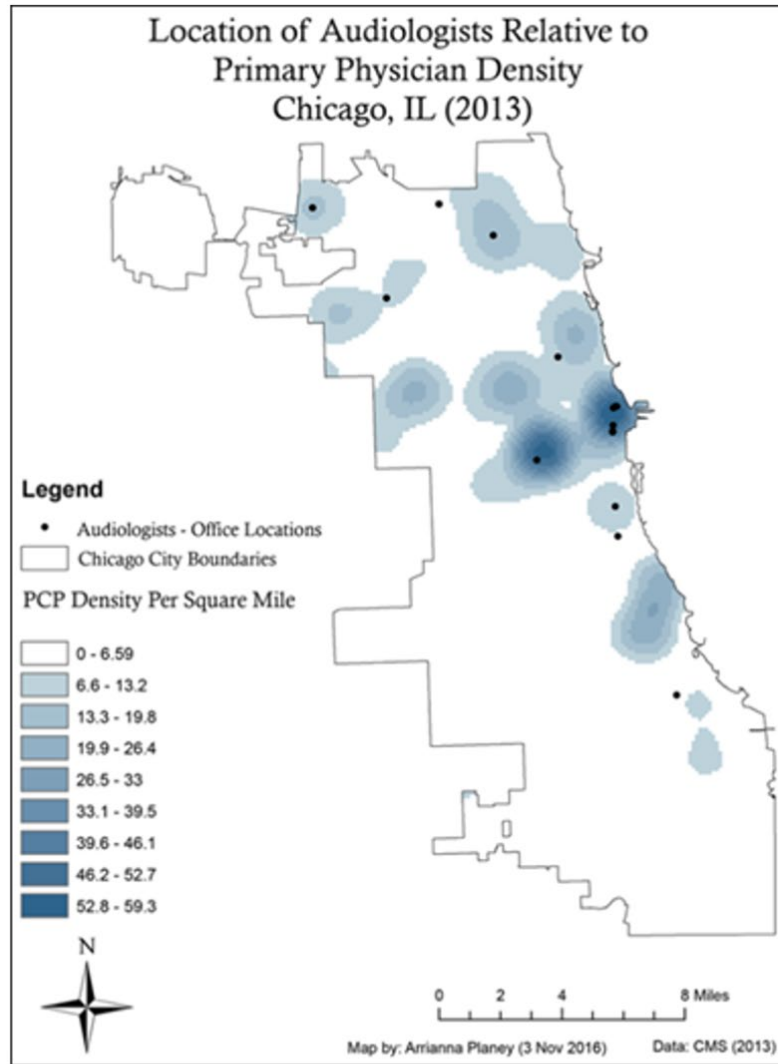 Location of Audiologists Relative to
Primary Physician Density
Chicago, IL (2013)
Legend
Audiologists - Office Locations
Chicago City Boundaries
PCP Density Per Square Mile
0 - 6.59
6.6 - 13.2
13.3 - 19.8
19.9 - 26.4
26.5 - 33
33.1 - 39.5
39.6 - 46.1
46.2 - 52.7
52.8 - 59.3
N
0 2 4 8 Miles
Map by: Arrianna Planey (3 Nov 2016) Data: CMS (2013)